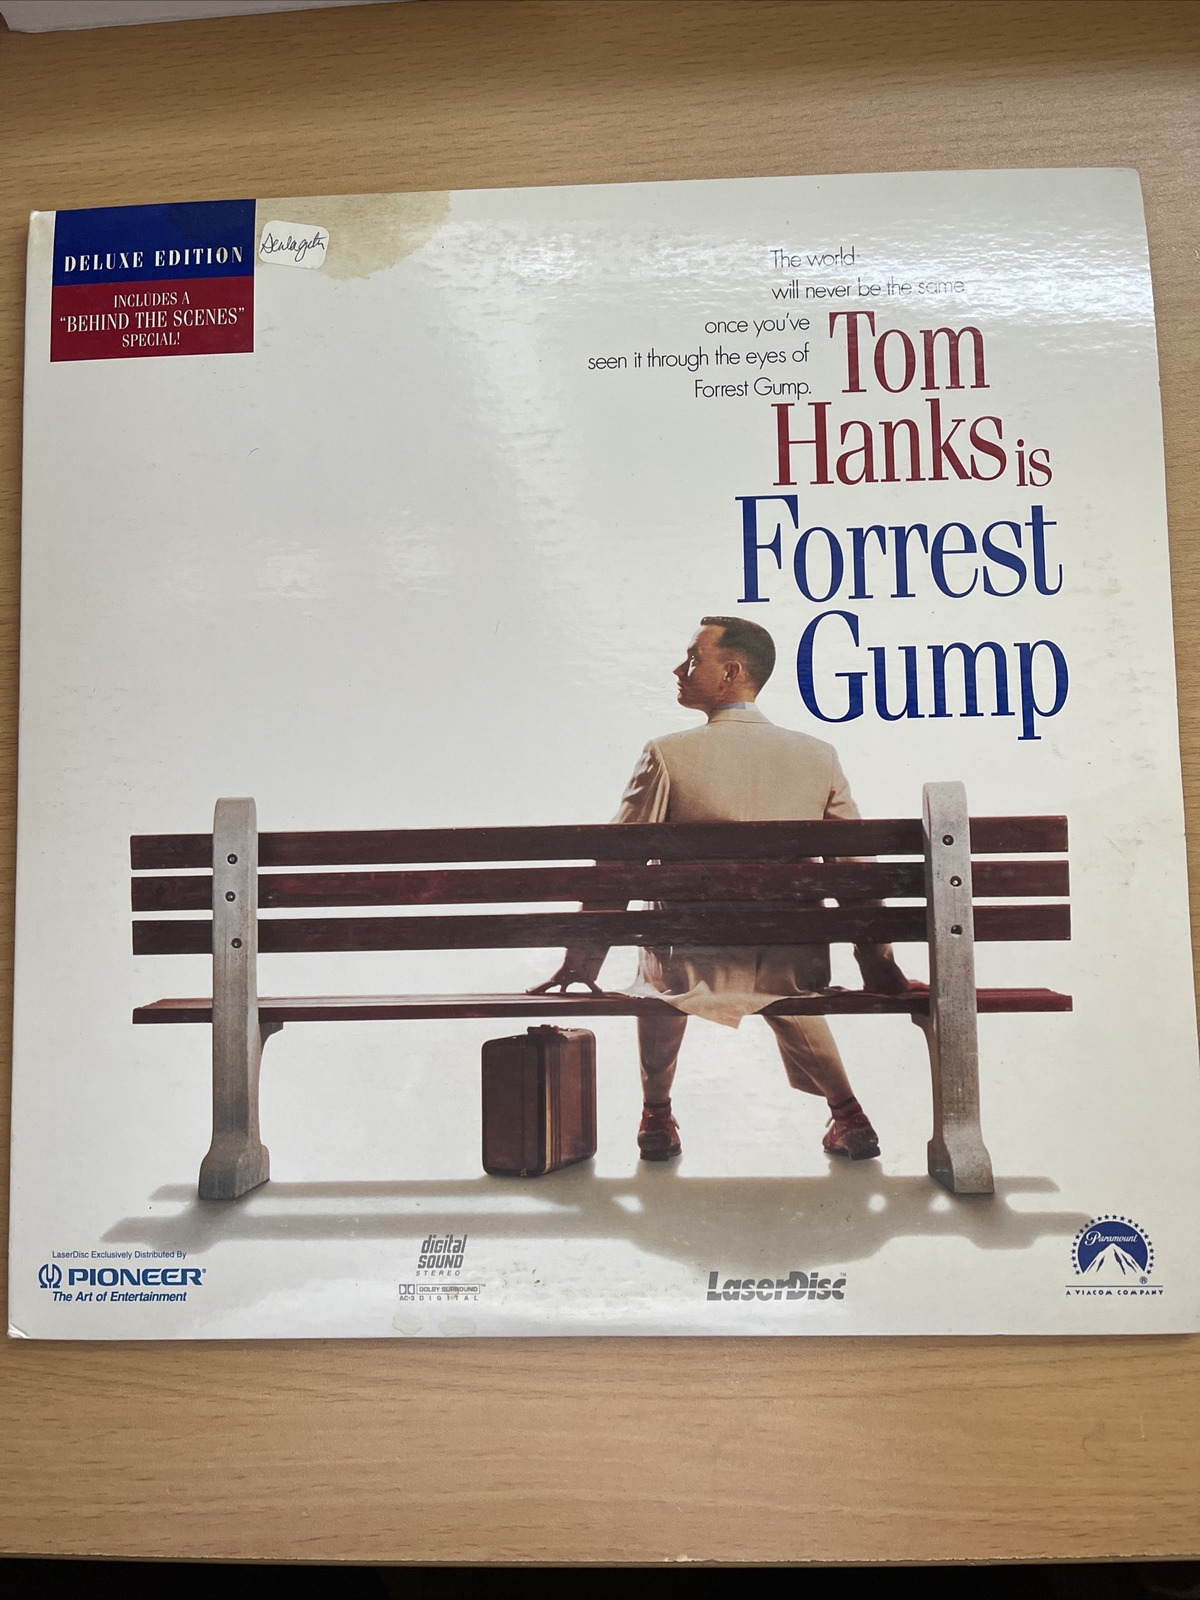 DELUXE EDITION
INCLUDES A
"BEHIND THE SCENES"
SPECIAL!
The world
will never be the same
once you've
seen it through the eyes of
Forrest Gump.
Tom
Hanks is
Forrest
Gump
LaserDisc Exclusively Distributed By
PIONEER®
The Art of Entertainment
digital
SOUND
STEREO
DOLBY SURROUND™
AC-3 DIGITAL
LaserDisc™
Paramount
®
A VIACOM COMPANY